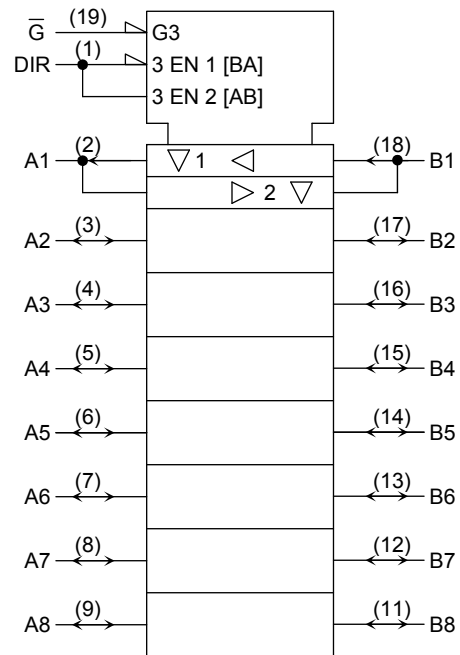 G̅ (19) G3
DIR (1) 3 EN 1 [BA]
3 EN 2 [AB]
A1 (2) ▽ 1 ◁ (18) B1
▷ 2 ▽
A2 (3) (17) B2
A3 (4) (16) B3
A4 (5) (15) B4
A5 (6) (14) B5
A6 (7) (13) B6
A7 (8) (12) B7
A8 (9) (11) B8